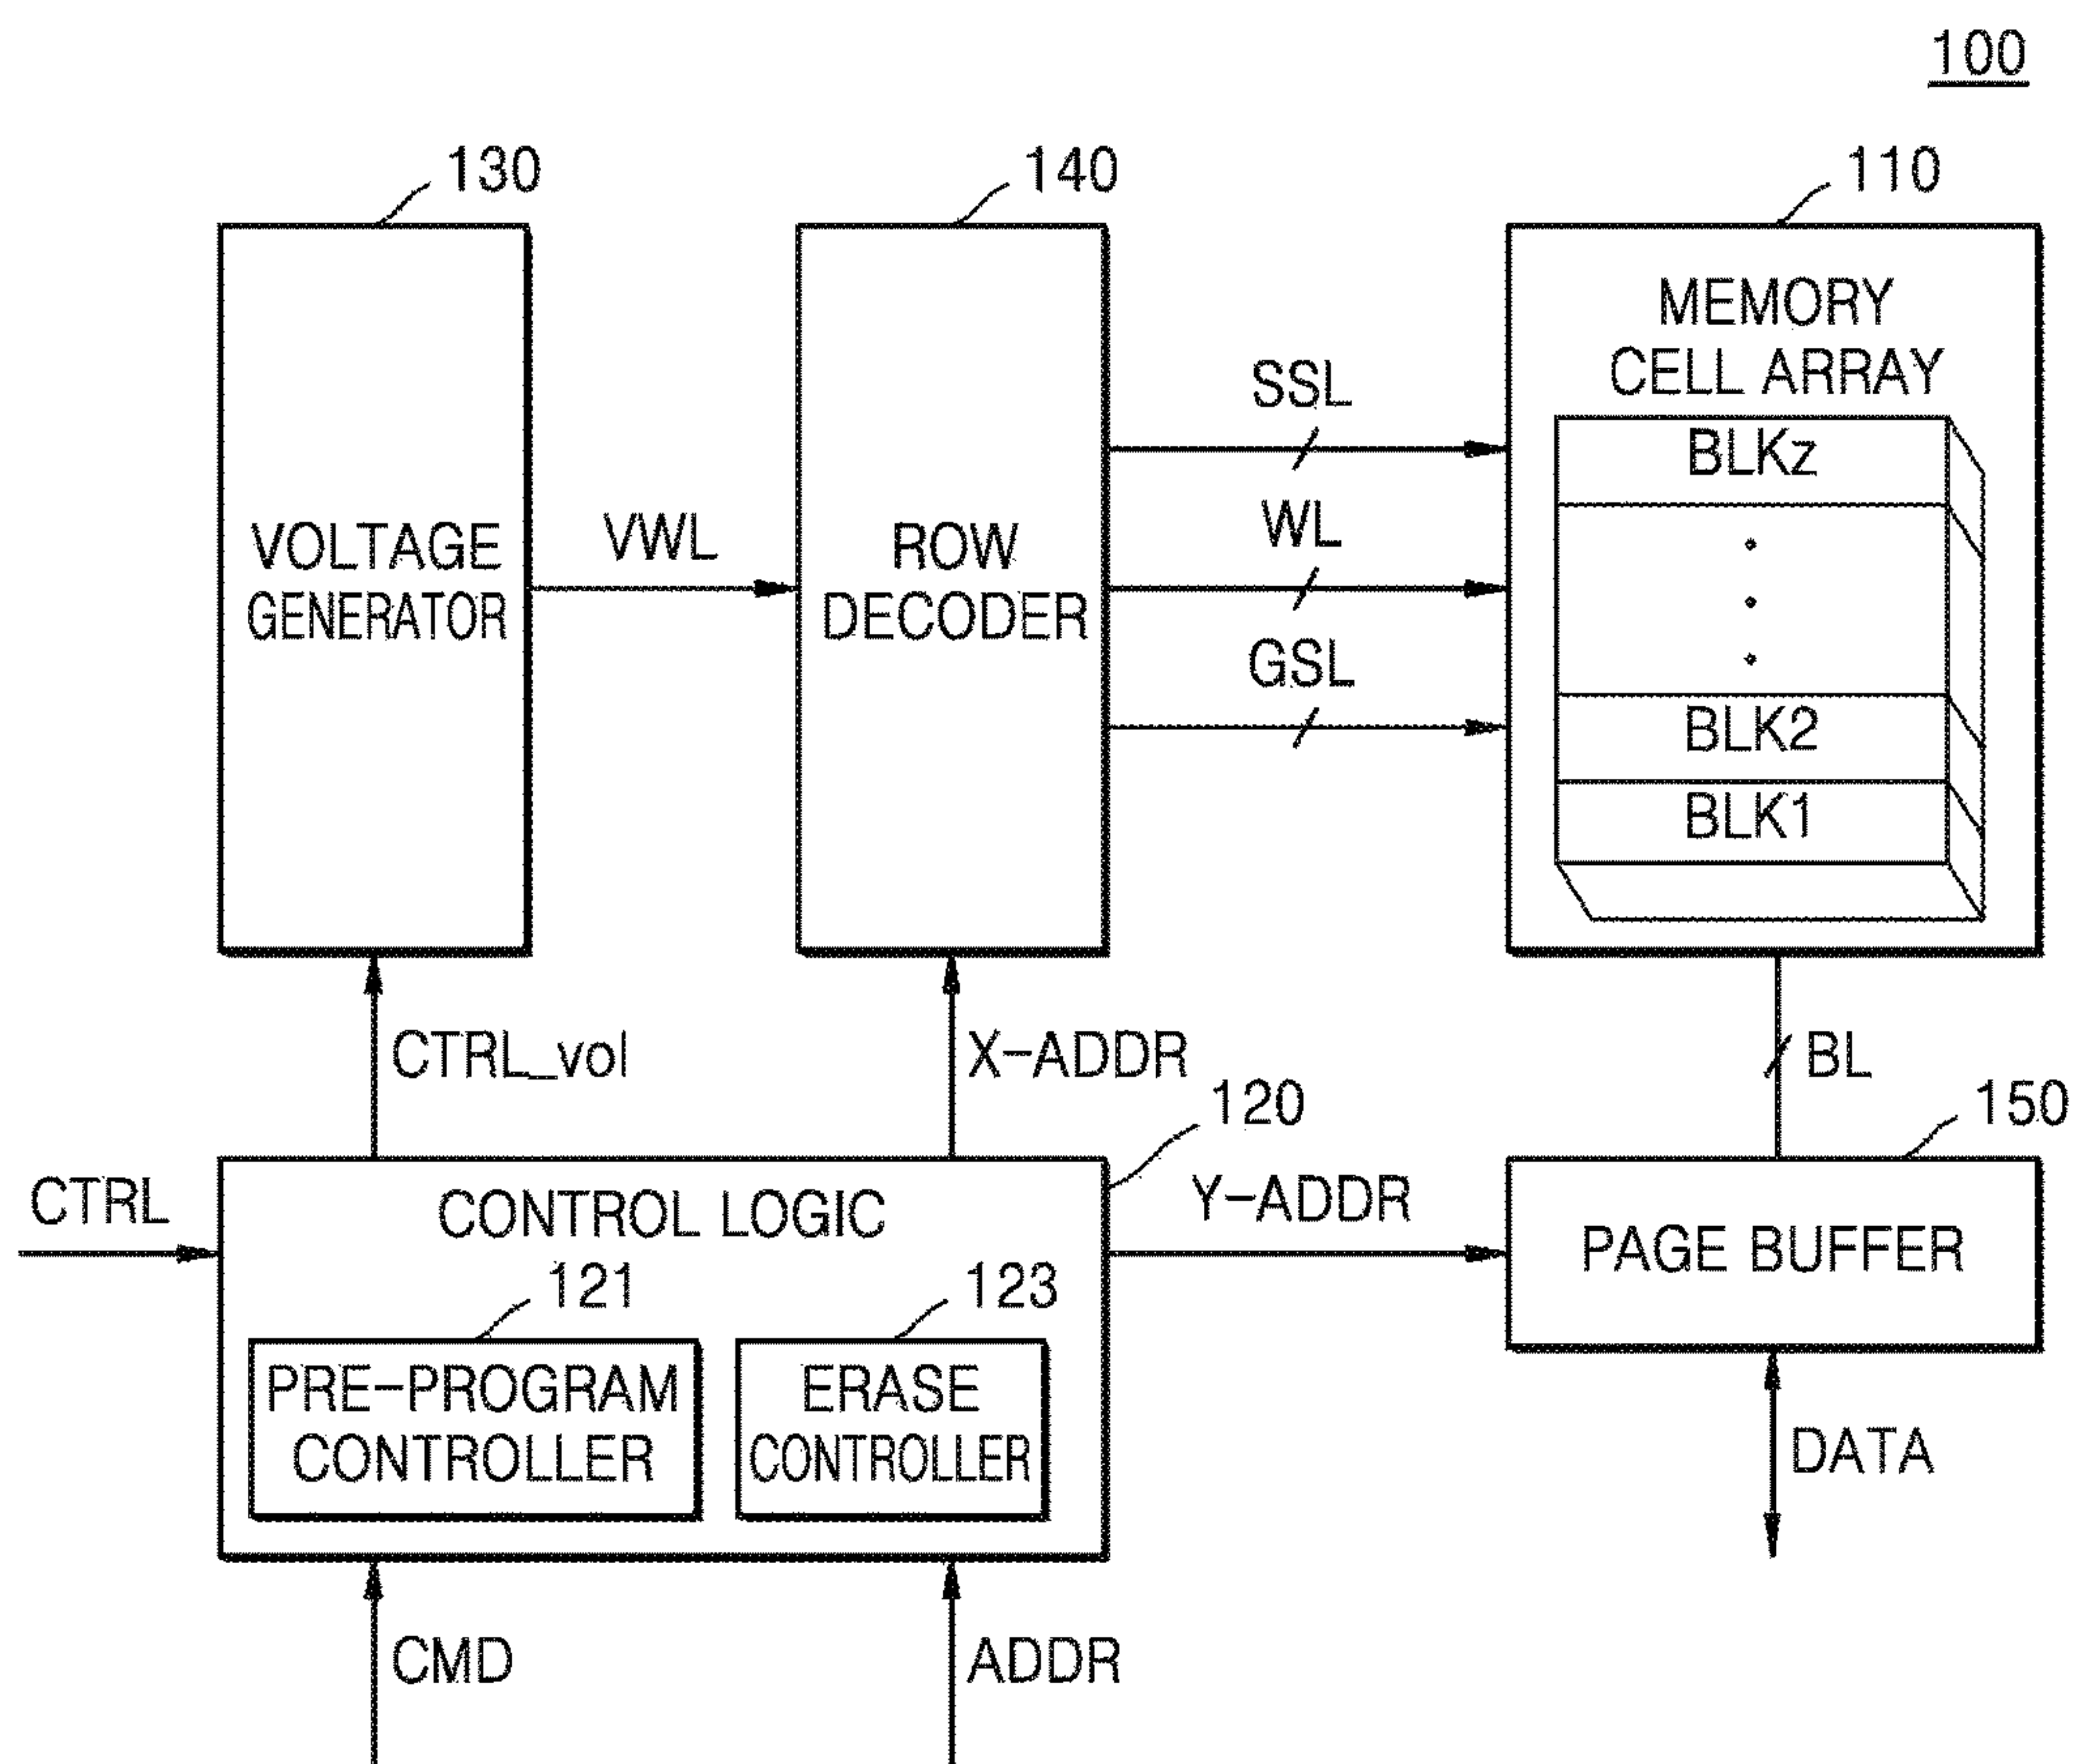 100
130
140
110
MEMORY
CELL ARRAY
SSL
BLKz
VOLTAGE
GENERATOR
VWL
ROW
DECODER
WL
GSL
BLK2
BLK1
CTRL_vol
X-ADDR
BL
120
150
CTRL
CONTROL LOGIC
Y-ADDR
PAGE BUFFER
121
123
PRE-PROGRAM
CONTROLLER
ERASE
CONTROLLER
DATA
CMD
ADDR